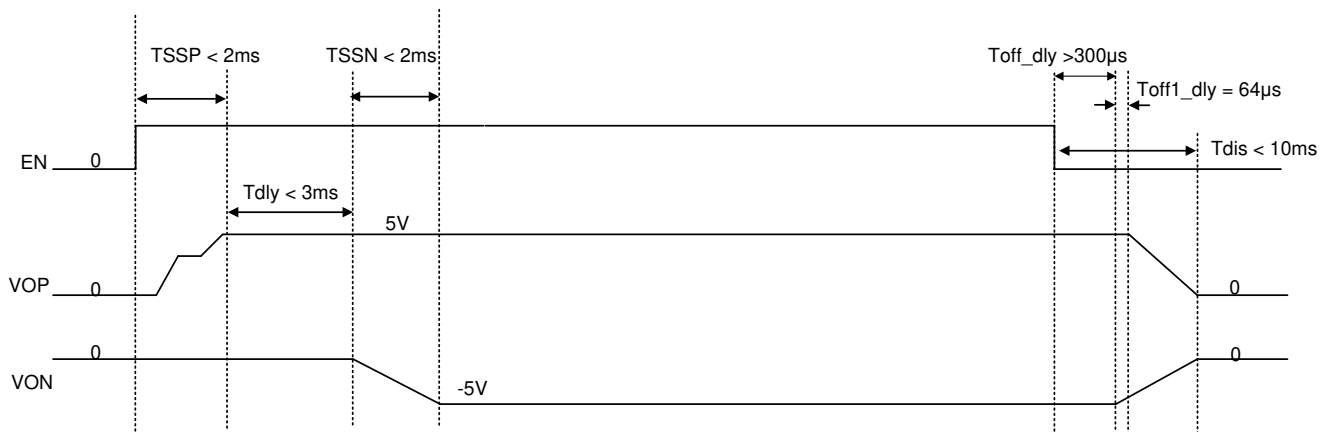 TSSP < 2ms
TSSN < 2ms
Toff_dly >300µs
Toff1_dly = 64µs
EN
0
Tdis < 10ms
Tdly < 3ms
5V
VOP
0
0
VON
0
0
-5V